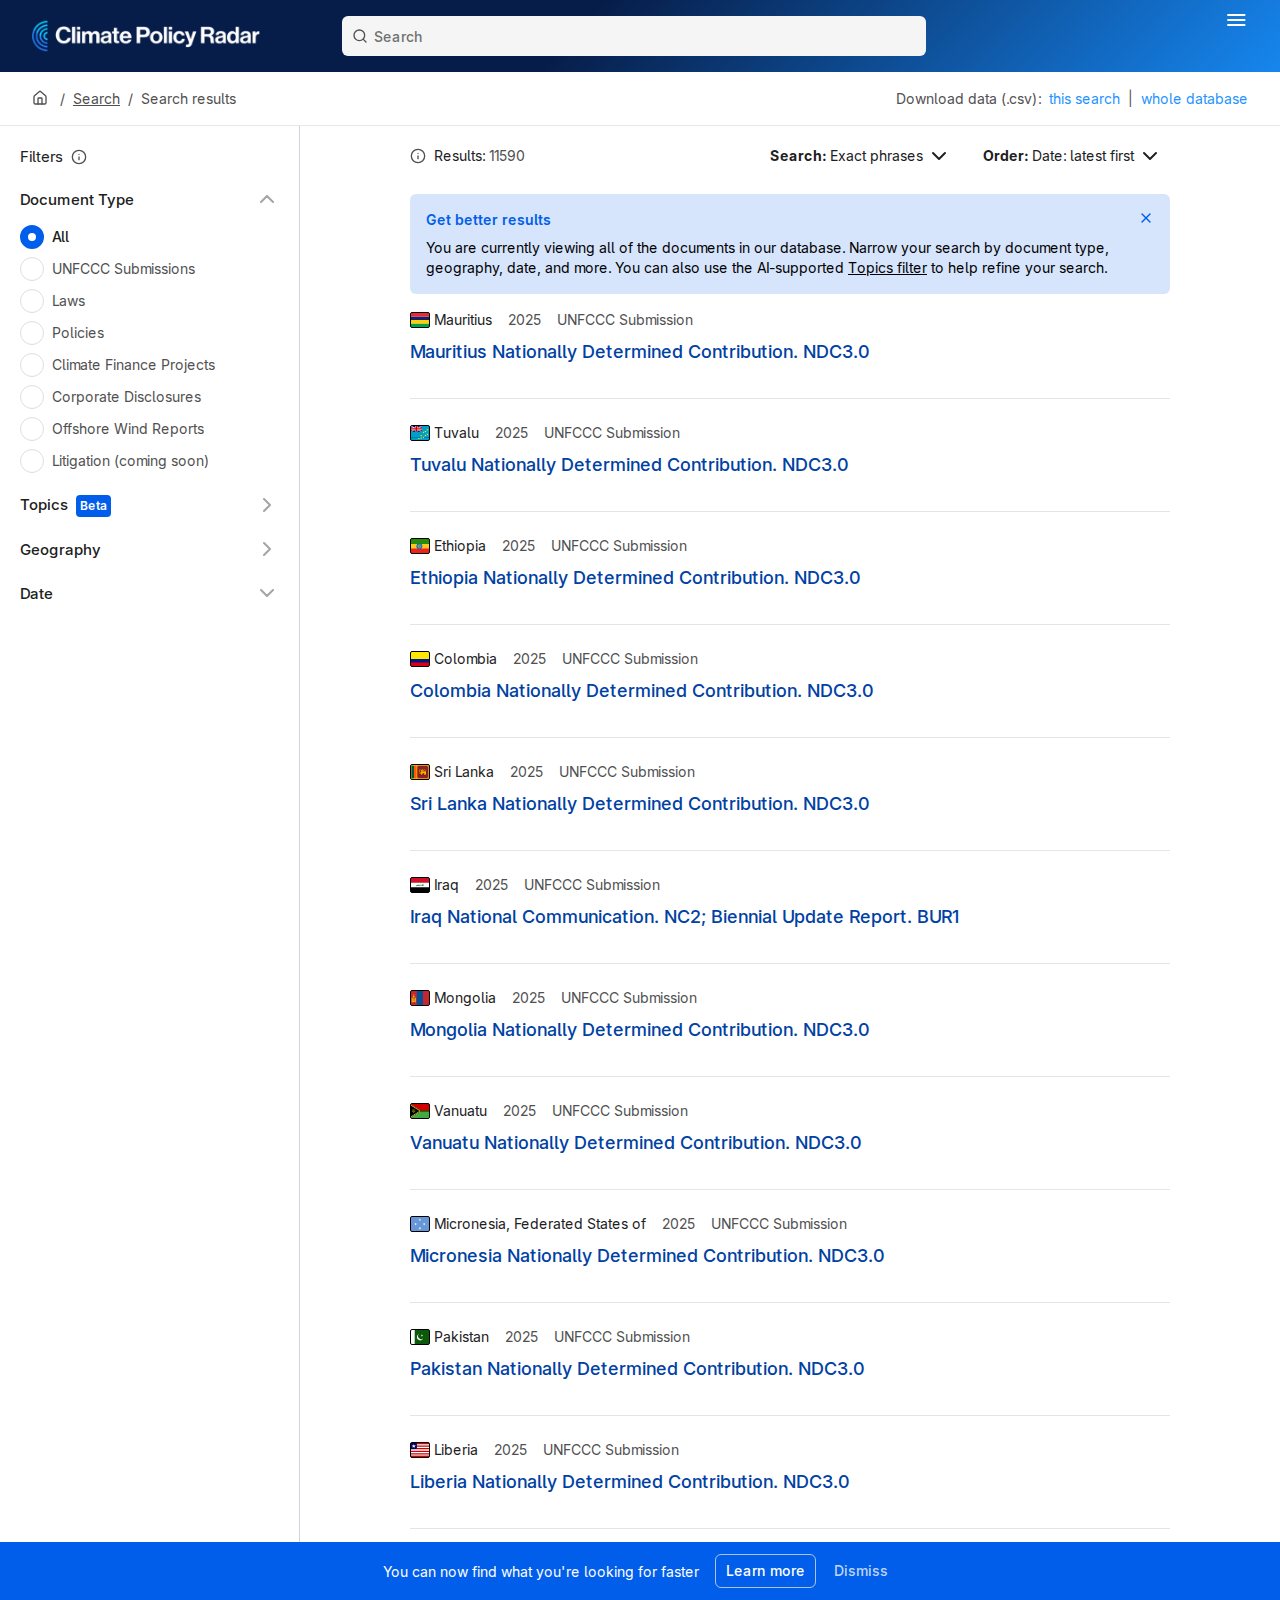 Climate Policy Radar
Search
/ Search / Search results
Download data (.csv): this search | whole database
Filters
Document Type
All
UNFCCC Submissions
Laws
Policies
Climate Finance Projects
Corporate Disclosures
Offshore Wind Reports
Litigation (coming soon)
Topics Beta
Geography
Date
Results: 11590
Search: Exact phrases
Order: Date: latest first
Get better results
You are currently viewing all of the documents in our database. Narrow your search by document type,
geography, date, and more. You can also use the AI-supported Topics filter to help refine your search.
Mauritius 2025 UNFCCC Submission
Mauritius Nationally Determined Contribution. NDC3.0
Tuvalu 2025 UNFCCC Submission
Tuvalu Nationally Determined Contribution. NDC3.0
Ethiopia 2025 UNFCCC Submission
Ethiopia Nationally Determined Contribution. NDC3.0
Colombia 2025 UNFCCC Submission
Colombia Nationally Determined Contribution. NDC3.0
Sri Lanka 2025 UNFCCC Submission
Sri Lanka Nationally Determined Contribution. NDC3.0
Iraq 2025 UNFCCC Submission
Iraq National Communication. NC2; Biennial Update Report. BUR1
Mongolia 2025 UNFCCC Submission
Mongolia Nationally Determined Contribution. NDC3.0
Vanuatu 2025 UNFCCC Submission
Vanuatu Nationally Determined Contribution. NDC3.0
Micronesia, Federated States of 2025 UNFCCC Submission
Micronesia Nationally Determined Contribution. NDC3.0
Pakistan 2025 UNFCCC Submission
Pakistan Nationally Determined Contribution. NDC3.0
Liberia 2025 UNFCCC Submission
Liberia Nationally Determined Contribution. NDC3.0
You can now find what you're looking for faster
Learn more
Dismiss